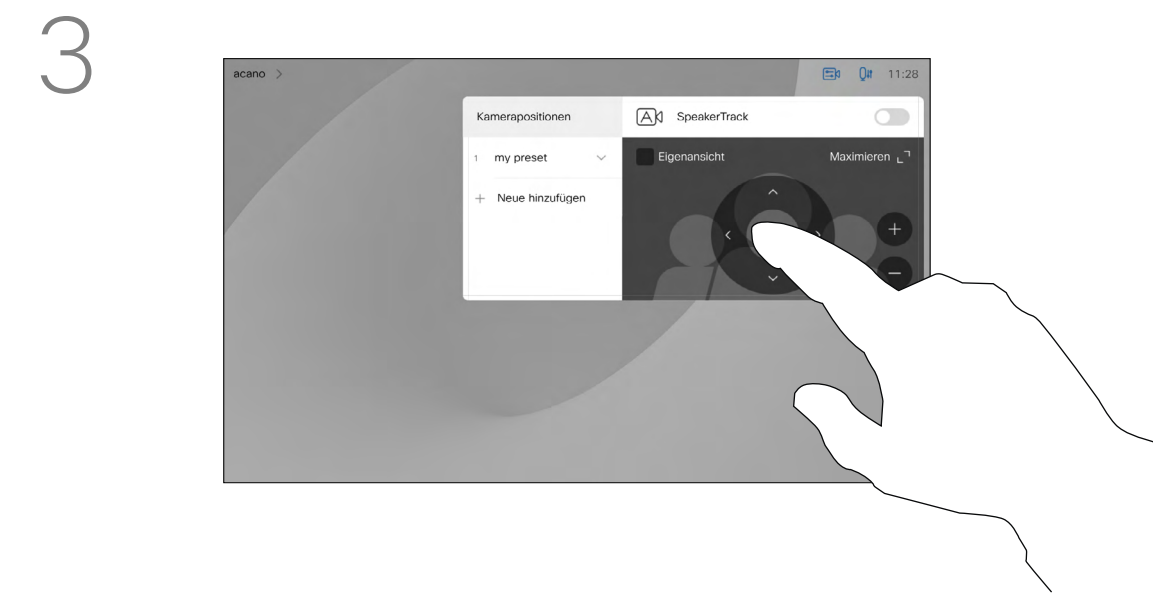 3
acano >
11:28
Kamerapositionen
A SpeakerTrack
1 my preset
Eigenansicht
Maximieren
+ Neue hinzufügen
+
−